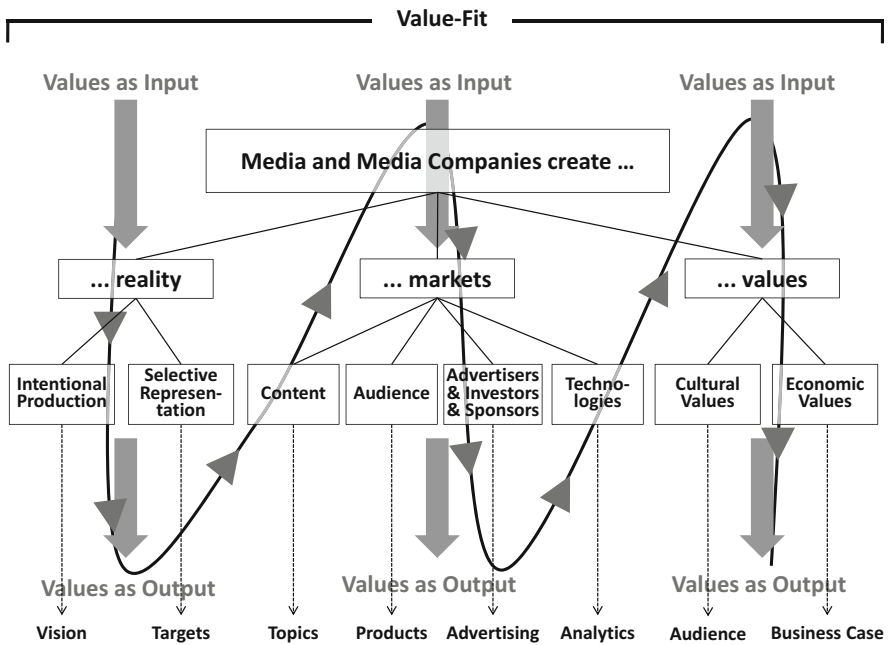 Value-Fit
Values as Input
Values as Input
Values as Input
Media and Media Companies create ...
... reality
... markets
... values
Intentional
Production
Selective
Represen-
tation
Content
Audience
Advertisers
& Investors
& Sponsors
Techno-
logies
Cultural
Values
Economic
Values
Values as Output
Values as Output
Values as Output
Vision
Targets
Topics
Products
Advertising
Analytics
Audience
Business Case